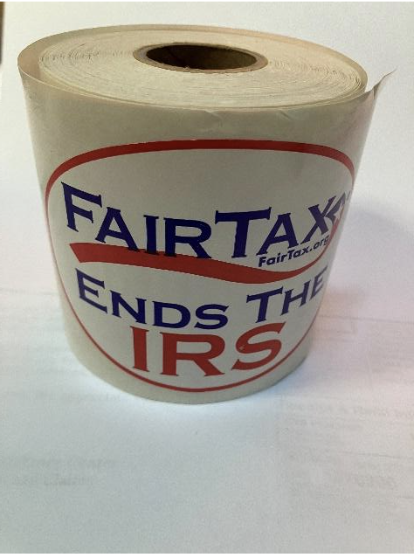 FAIRTAX
FairTax.org
ENDS THE
IRS